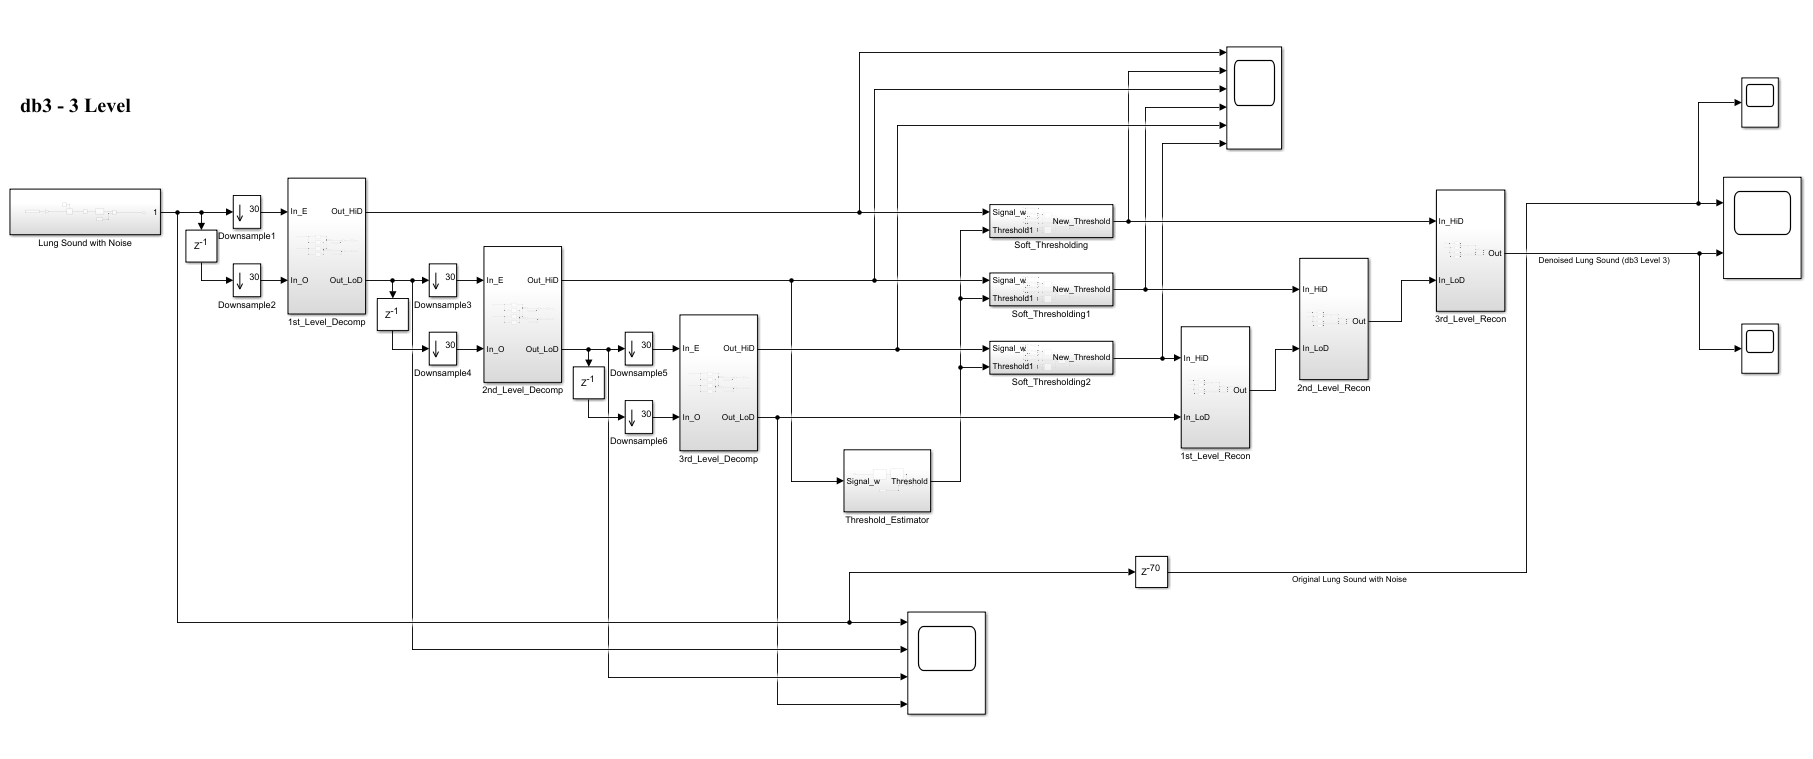 db3 - 3 Level
1
Lung Sound with Noise
z-1
30
Downsample1
30
Downsample2
In_E
Out_HiD
In_O
Out_LoD
1st_Level_Decomp
z-1
30
Downsample3
30
Downsample4
In_E
Out_HiD
In_O
Out_LoD
2nd_Level_Decomp
z-1
30
Downsample5
30
Downsample6
In_E
Out_HiD
In_O
Out_LoD
3rd_Level_Decomp
Signal_w
Threshold
Threshold_Estimator
Signal_w
Threshold1
New_Threshold
Soft_Thresholding
Signal_w
Threshold1
New_Threshold
Soft_Thresholding1
Signal_w
Threshold1
New_Threshold
Soft_Thresholding2
In_HiD
Out
In_LoD
1st_Level_Recon
In_HiD
Out
In_LoD
2nd_Level_Recon
In_HiD
Out
In_LoD
3rd_Level_Recon
Denoised Lung Sound (db3 Level 3)
z-70
Original Lung Sound with Noise